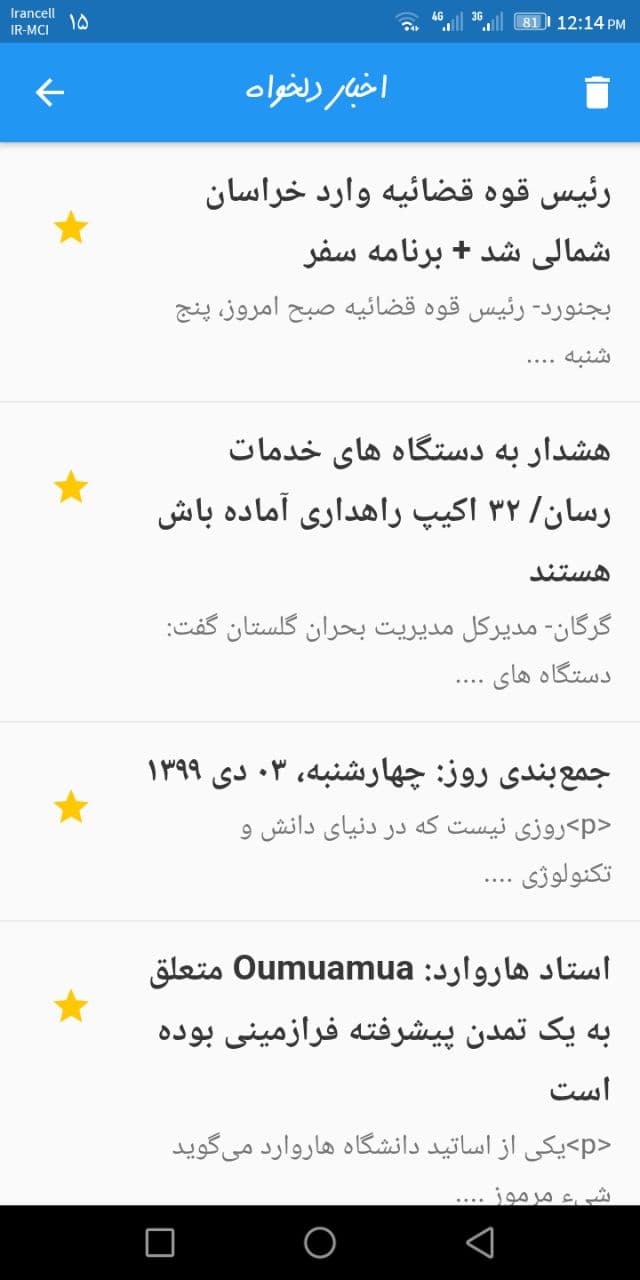 Irancell
IR-MCI
۱۵
4G
3G
81
12:14 PM
اخبار دلخواه
رئیس قوه قضائیه وارد خراسان
شمالی شد + برنامه سفر
بجنورد- رئیس قوه قضائیه صبح امروز، پنج
شنبه ....
هشدار به دستگاه های خدمات
رسان/ ۳۲ اکیپ راهداری آماده باش
هستند
گرگان- مدیرکل مدیریت بحران گلستان گفت:
دستگاه های ....
جمع‌بندی روز: چهارشنبه، ۰۳ دی ۱۳۹۹
<p>روزی نیست که در دنیای دانش و
تکنولوژی ....
استاد هاروارد: Oumuamua متعلق
به یک تمدن پیشرفته فرازمینی بوده
است
<p>یکی از اساتید دانشگاه هاروارد می‌گوید
شیء مرموز ....